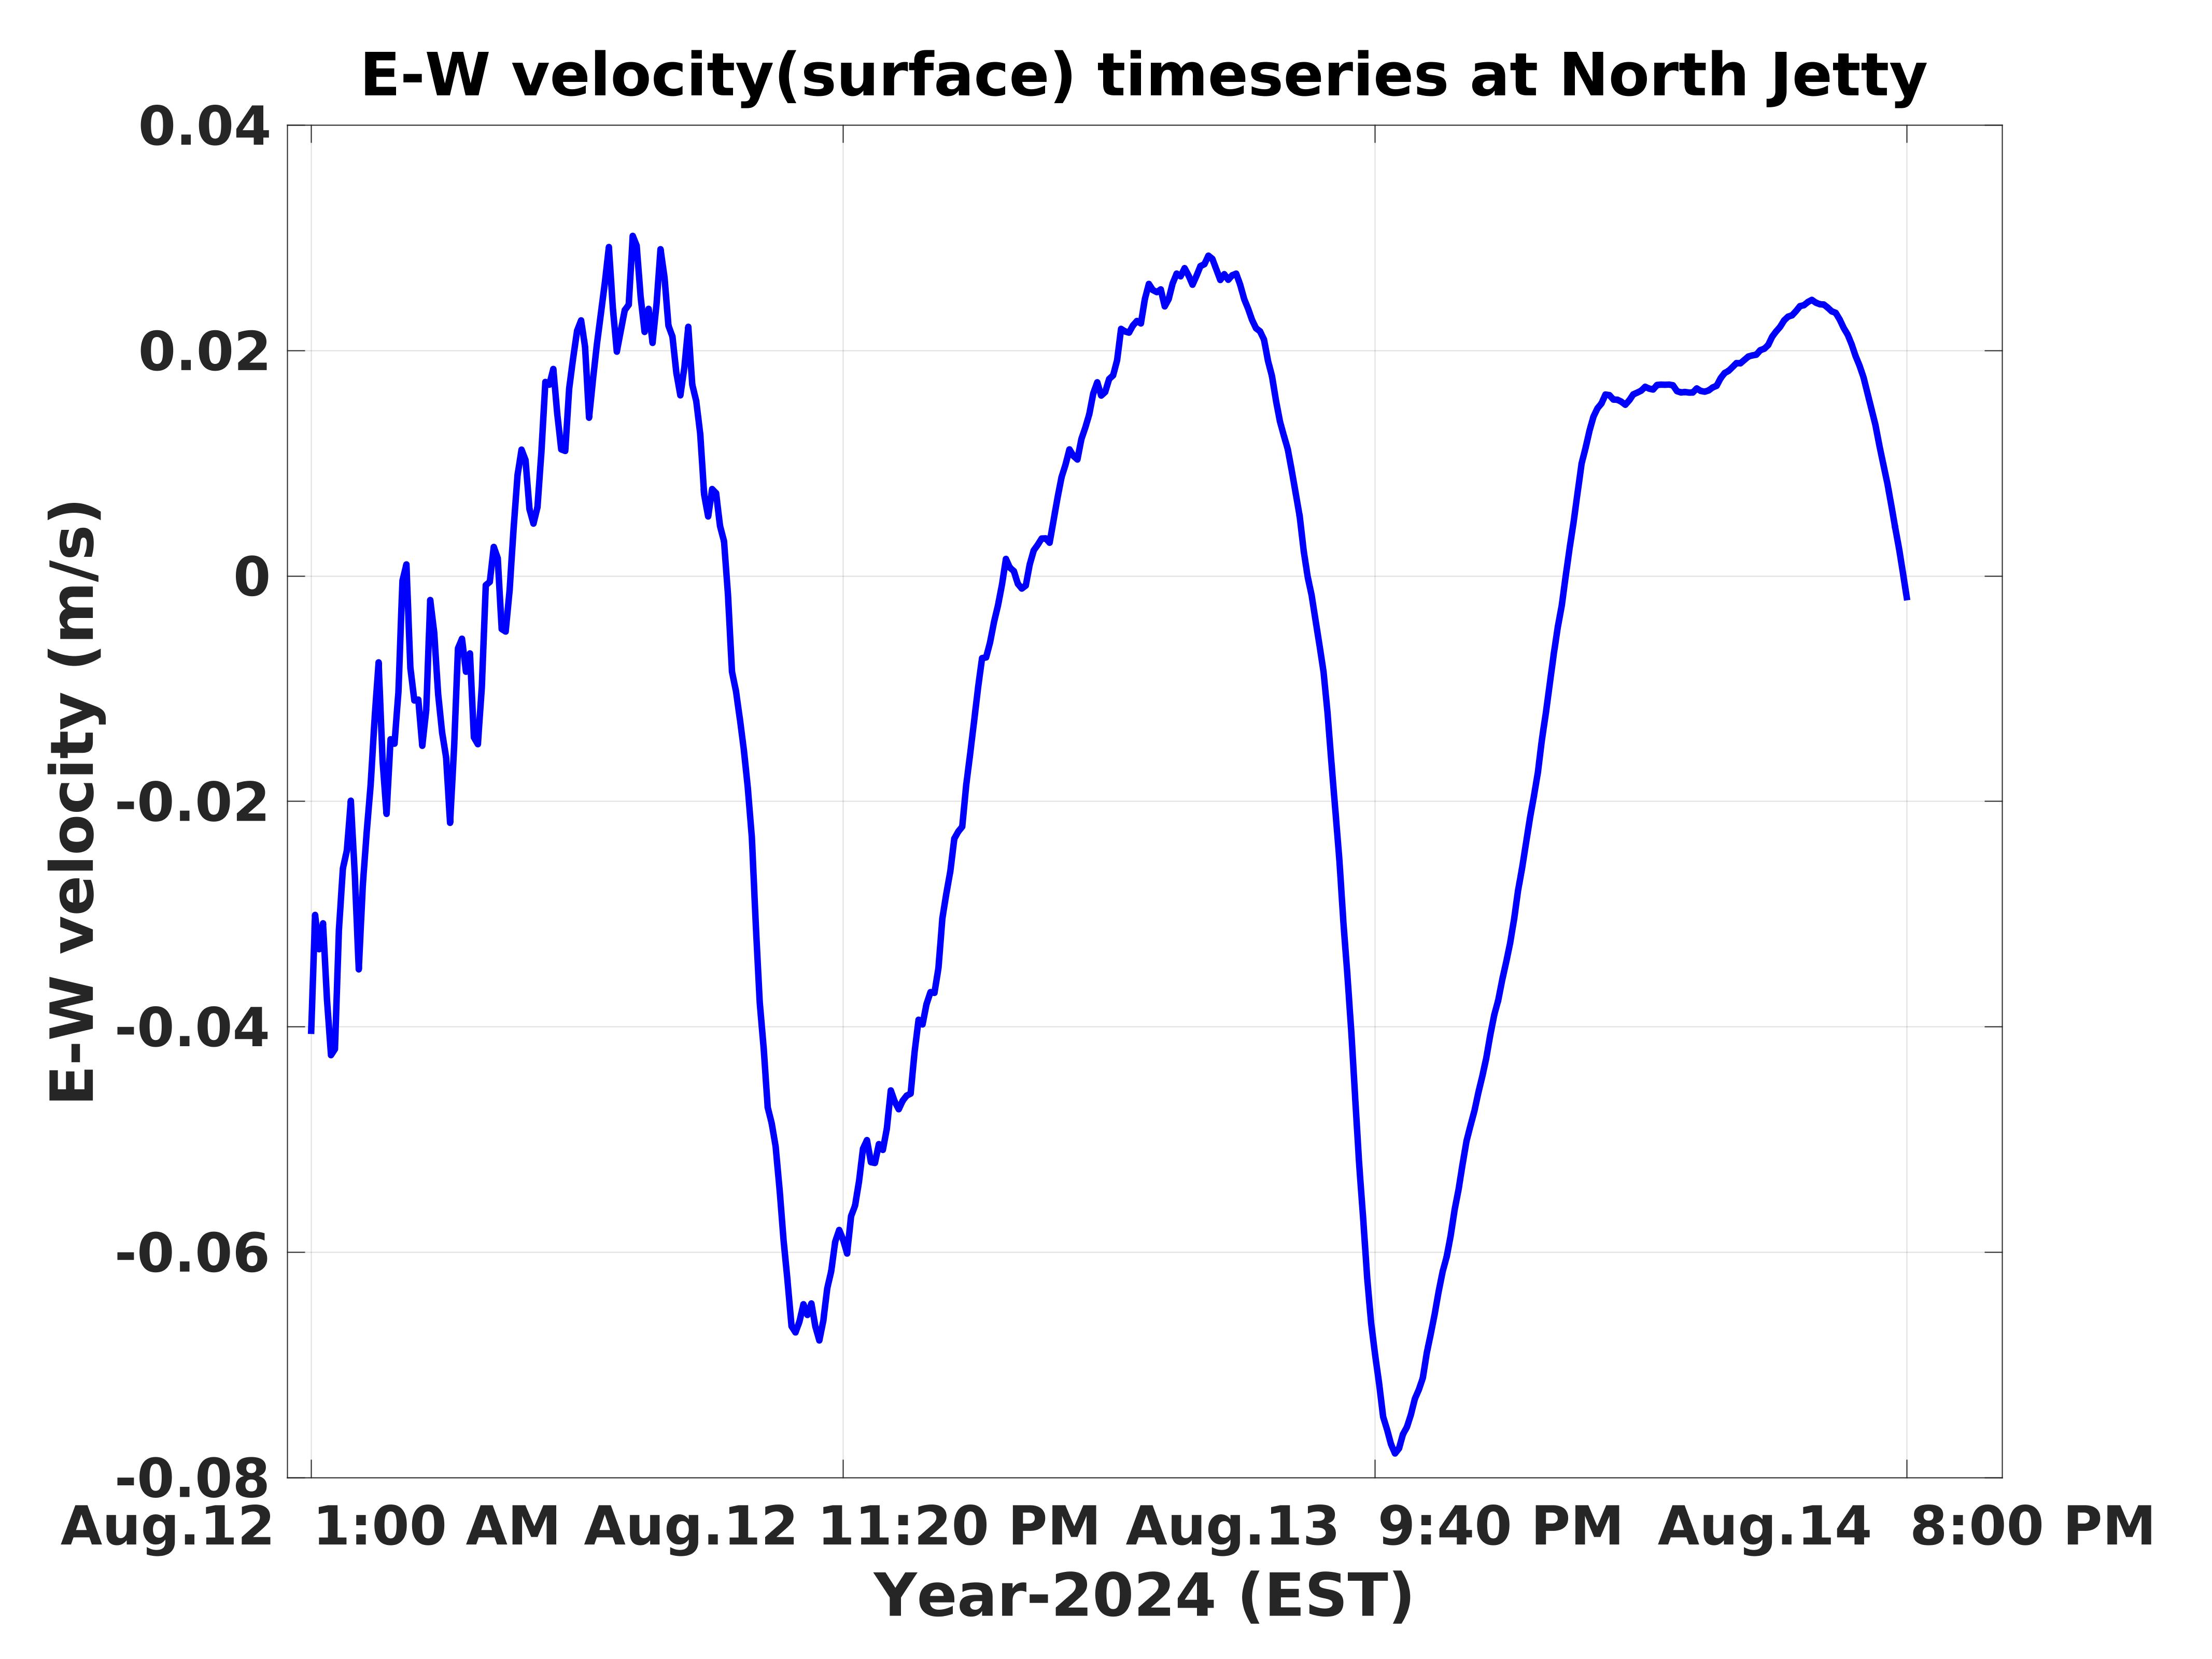 E-W velocity(surface) timeseries at North Jetty
0.04
0.02
0
-0.02
-0.04
-0.06
-0.08
E-W velocity (m/s)
Aug.12 1:00 AM Aug.12 11:20 PM Aug.13 9:40 PM Aug.14 8:00 PM
Year-2024 (EST)